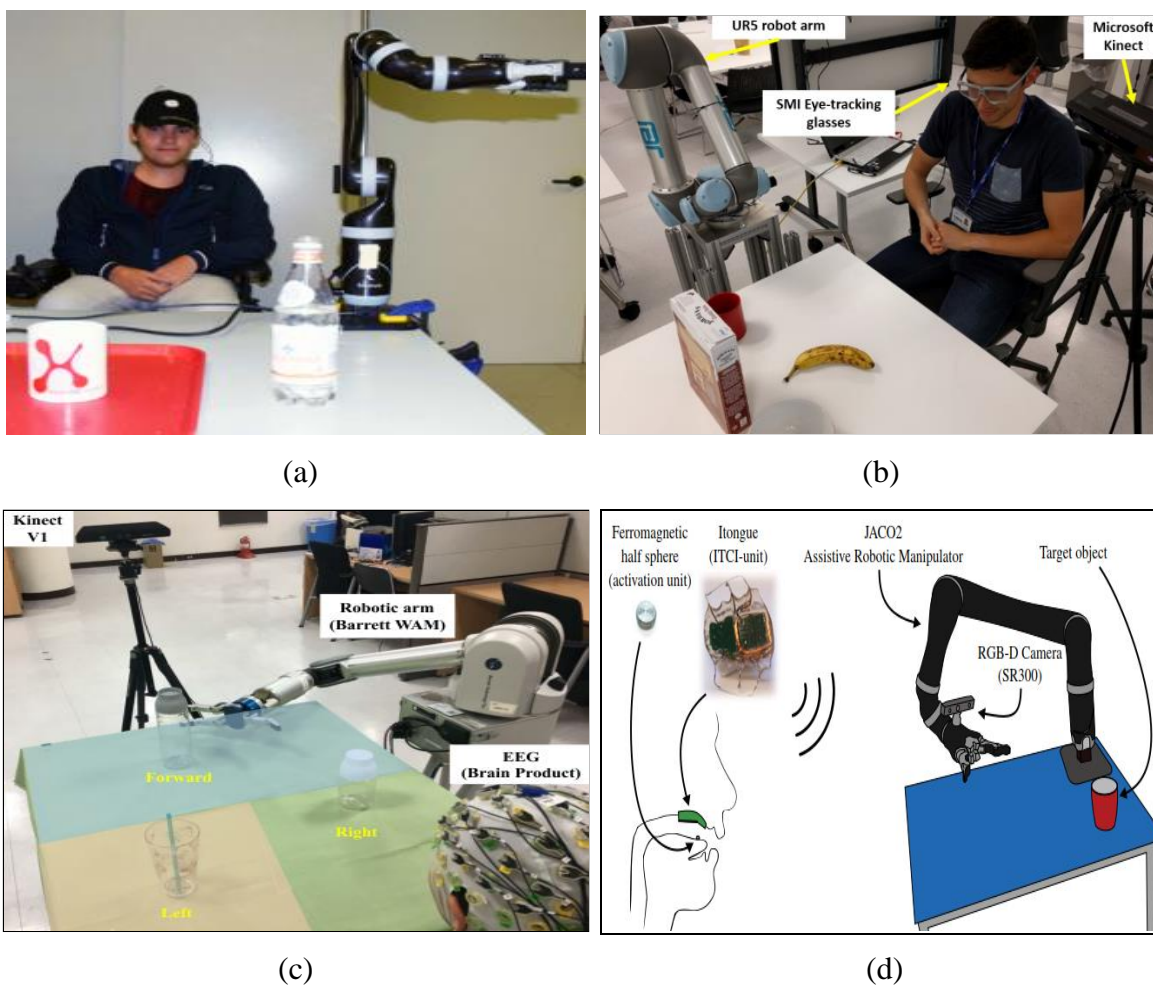 UR5 robot arm
Microsoft
Kinect
SMI Eye-tracking
glasses
(a)
(b)
Kinect
V1
Robotic arm
(Barrett WAM)
EEG
(Brain Product)
Forward
Right
Left
Ferromagnetic
half sphere
(activation unit)
Itongue
(ITCI-unit)
JACO2
Assistive Robotic Manipulator
Target object
RGB-D Camera
(SR300)
(c)
(d)